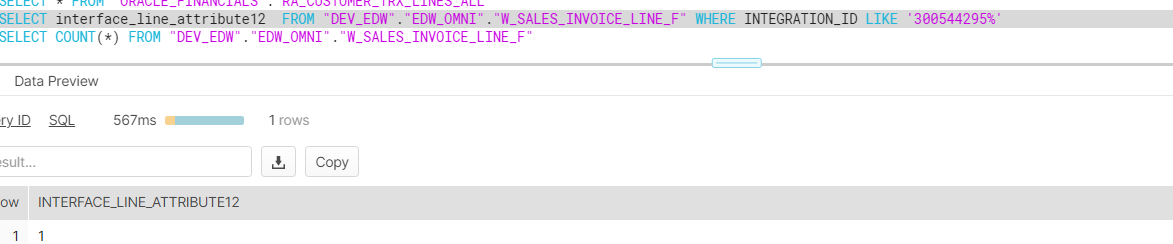 SELECT * FROM "ORACLE_FINANCIALS"."RA_CUSTOMER_TRX_LINES_ALL"
SELECT interface_line_attribute12 FROM "DEV_EDW"."EDW_OMNI"."W_SALES_INVOICE_LINE_F" WHERE INTEGRATION_ID LIKE '300544295%'
SELECT COUNT(*) FROM "DEV_EDW"."EDW_OMNI"."W_SALES_INVOICE_LINE_F"
Data Preview
ry ID SQL 567ms 1 rows
esult... Copy
ow INTERFACE_LINE_ATTRIBUTE12
1 1